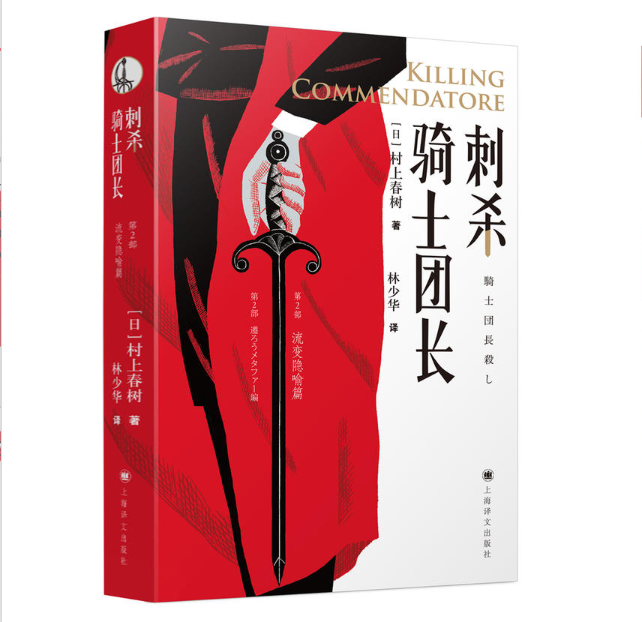 刺杀
骑士团长
第2部
流变隐喻篇
[日]村上春树 著
林少华 译
上海译文出版社
KILLING
COMMENDATORE
刺杀
骑士团长
[日]村上春树 著
林少华 译
騎士団長殺し
第2部 流变隐喻篇
第2部 遷ろうメタファー編
上海译文出版社